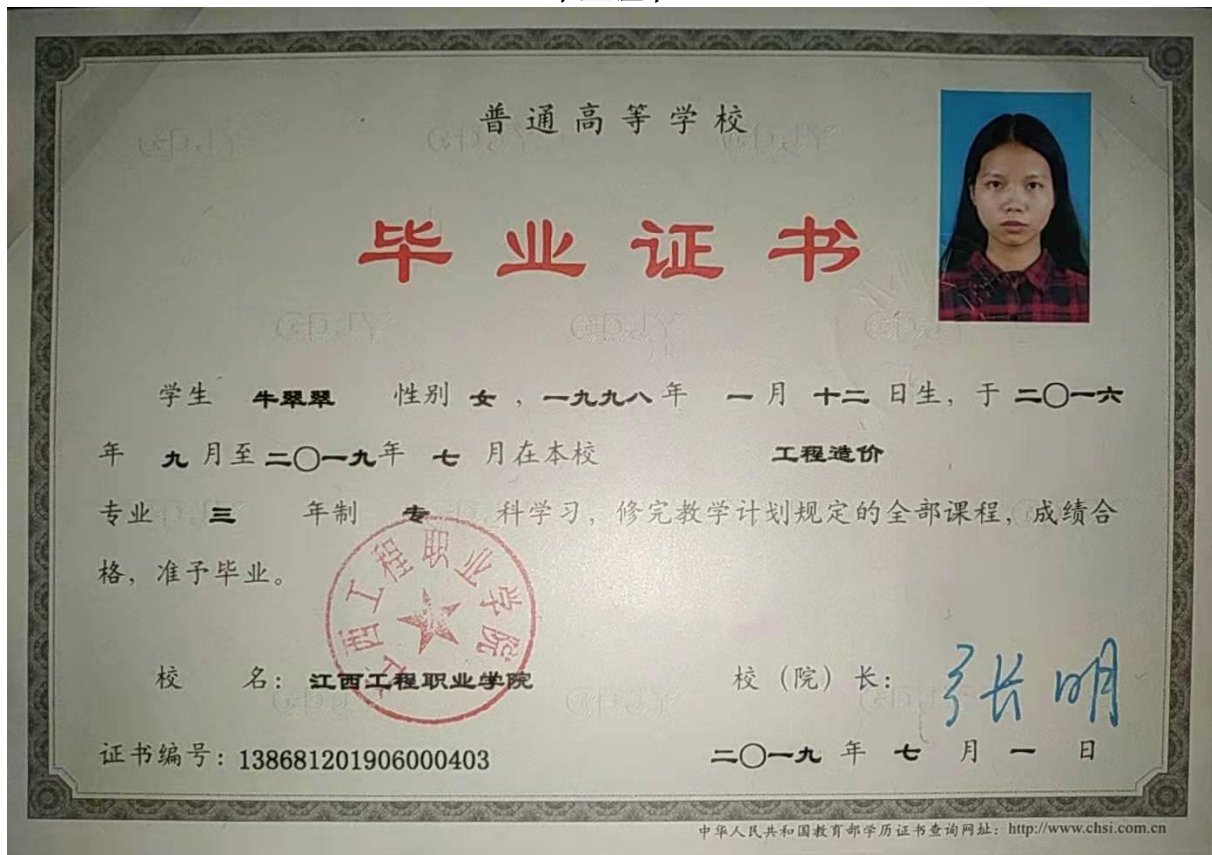 普通高等学校
毕业证书
学生 牛翠翠 性别 女，一九九八年 一月 十二 日生，于 二〇一六
年 九 月至 二〇一九年 七 月在本校 工程造价
专业 三 年制 专 科学习，修完教学计划规定的全部课程，成绩合
格，准予毕业。
江西工程职业学院
校 名：江西工程职业学院 校（院）长：张明
证书编号：138681201906000403 二〇一九 年 七 月 一 日
中华人民共和国教育部学历证书查询网址：http://www.chsi.com.cn